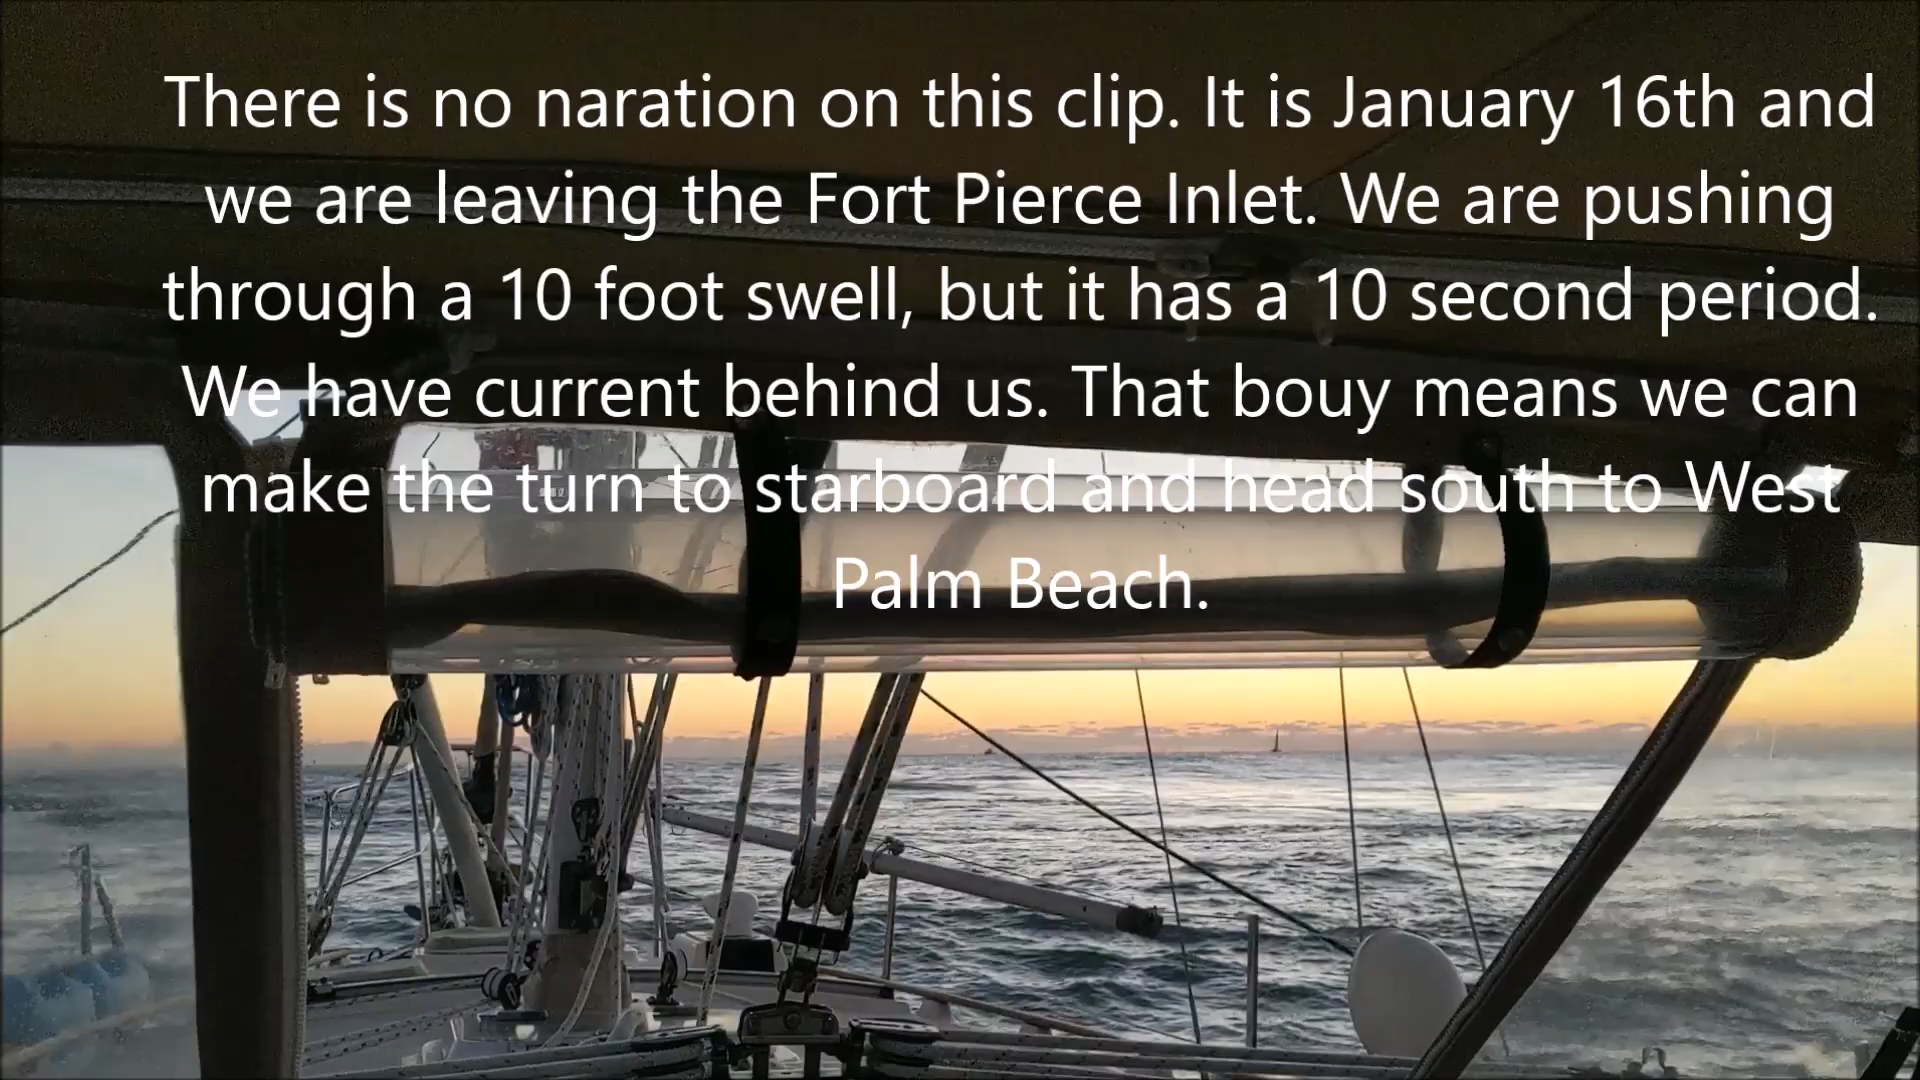 There is no naration on this clip. It is January 16th and
we are leaving the Fort Pierce Inlet. We are pushing
through a 10 foot swell, but it has a 10 second period.
We have current behind us. That bouy means we can
make the turn to starboard and head south to West
Palm Beach.